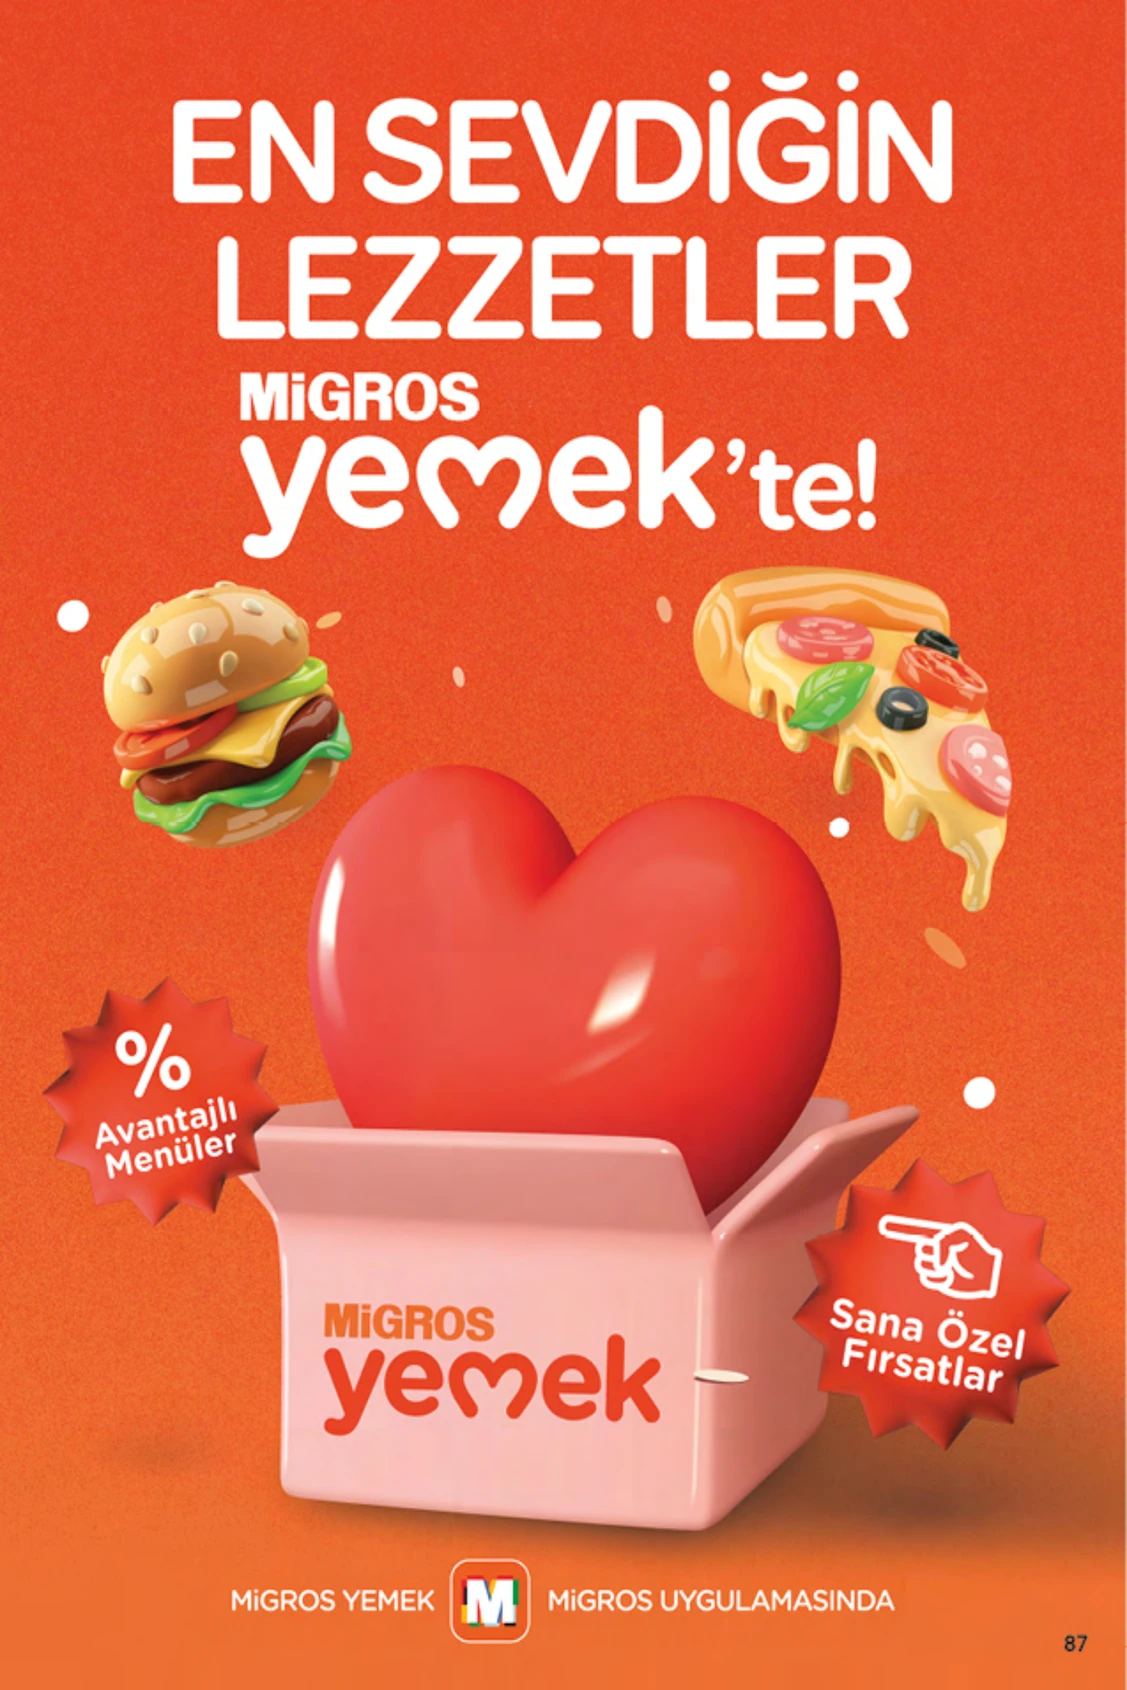 EN SEVDİĞİN
LEZZETLER
MiGROS
yemek'te!
%
Avantajlı
Menüler
Sana Özel
Fırsatlar
MiGROS
yemek
MiGROS YEMEK M MiGROS UYGULAMASINDA
87